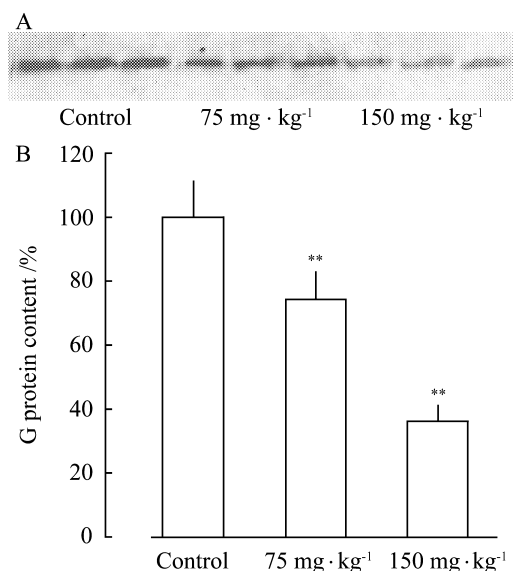 A
Control 75 mg · kg⁻¹ 150 mg · kg⁻¹
B
G protein content /%
120
100
80
60
40
20
0
**
**
Control 75 mg · kg⁻¹ 150 mg · kg⁻¹